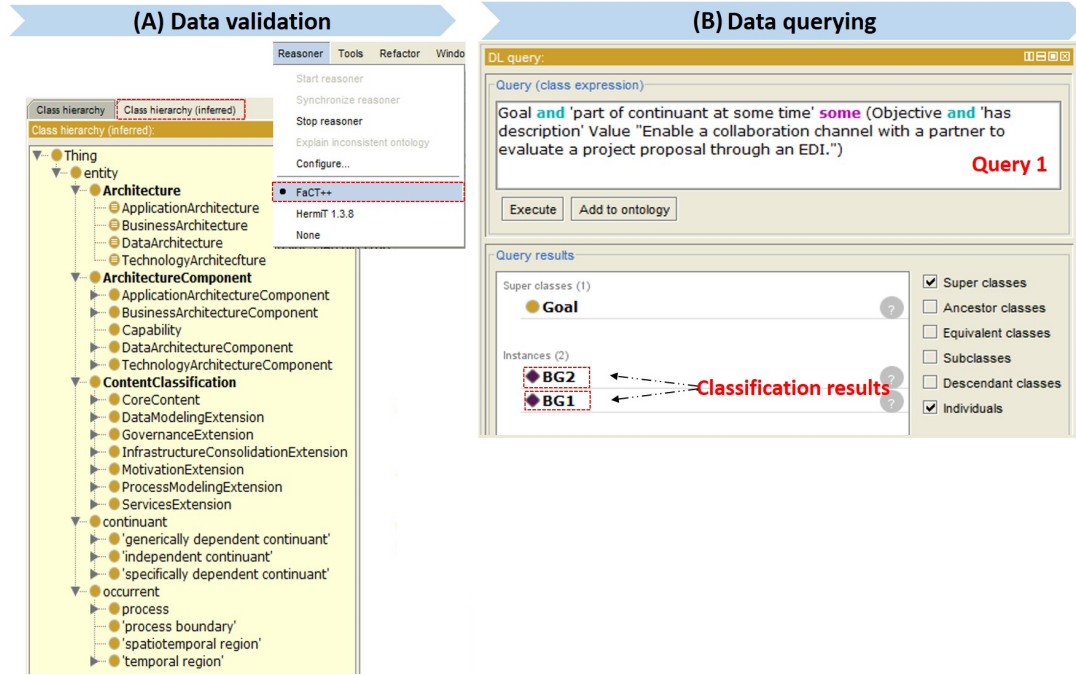 (A) Data validation
(B) Data querying
Reasoner Tools Refactor Windo
Start reasoner
Synchronize reasoner
Stop reasoner
Explain inconsistent ontology
Configure...
FaCT++
HermiT 1.3.8
None
Class hierarchy Class hierarchy (inferred)
Class hierarchy (inferred):
Thing
entity
Architecture
ApplicationArchitecture
BusinessArchitecture
DataArchitecture
TechnologyArchitecfture
ArchitectureComponent
ApplicationArchitectureComponent
BusinessArchitectureComponent
Capability
DataArchitectureComponent
TechnologyArchitectureComponent
ContentClassification
CoreContent
DataModelingExtension
GovernanceExtension
InfrastructureConsolidationExtension
MotivationExtension
ProcessModelingExtension
ServicesExtension
continuant
'generically dependent continuant'
'independent continuant'
'specifically dependent continuant'
occurrent
process
'process boundary'
'spatiotemporal region'
'temporal region'
DL query:
Query (class expression)
Goal and 'part of continuant at some time' some (Objective and 'has
description' Value "Enable a collaboration channel with a partner to
evaluate a project proposal through an EDI.")
Query 1
Execute Add to ontology
Query results
Super classes (1)
Goal
?
Instances (2)
BG2
?
BG1
?
Classification results
Super classes
Ancestor classes
Equivalent classes
Subclasses
Descendant classes
Individuals